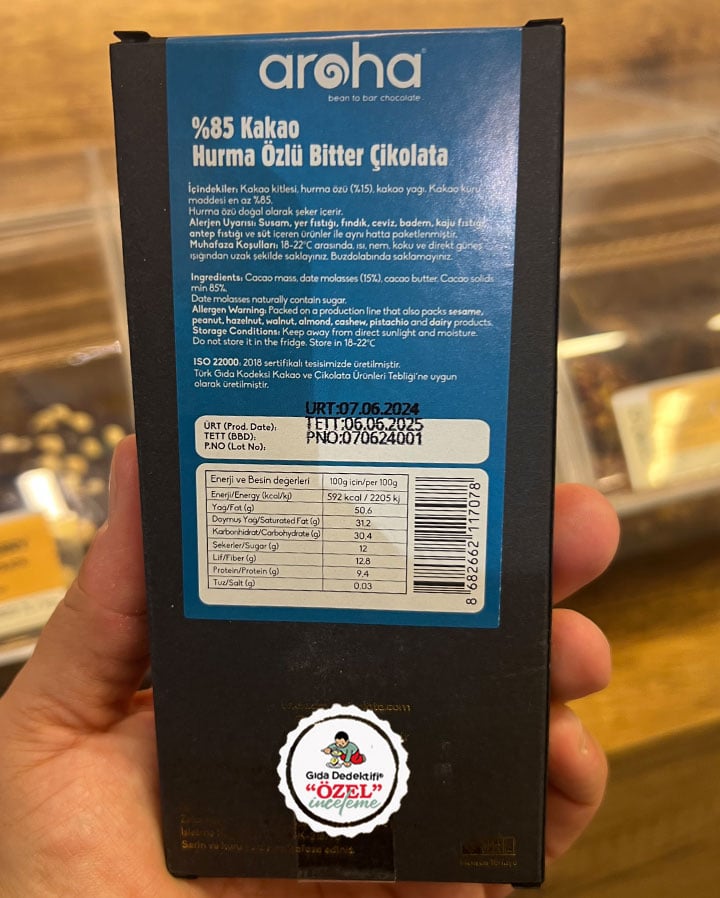 aroha
bean to bar chocolate
%85 Kakao
Hurma Özlü Bitter Çikolata
İçindekiler: Kakao kitlesi, hurma özü (%15), kakao yağı. Kakao kuru
maddesi en az %85.
Hurma özü doğal olarak şeker içerir.
Alerjen Uyarısı: Susam, yer fıstığı, fındık, ceviz, badem, kaju fıstığı,
antep fıstığı ve süt içeren ürünler ile aynı hatta paketlenmiştir.
Muhafaza Koşulları: 18-22°C arasında, ısı, nem, koku ve direkt güneş
ışığından uzak şekilde saklayınız. Buzdolabında saklamayınız.
Ingredients: Cacao mass, date molasses (15%), cacao butter. Cacao solids
min 85%.
Date molasses naturally contain sugar.
Allergen Warning: Packed on a production line that also packs sesame,
peanut, hazelnut, walnut, almond, cashew, pistachio and dairy products.
Storage Conditions: Keep away from direct sunlight and moisture.
Do not store it in the fridge. Store in 18-22°C
ISO 22000: 2018 sertifikalı tesisimizde üretilmiştir.
Türk Gıda Kodeksi Kakao ve Çikolata Ürünleri Tebliği'ne uygun
olarak üretilmiştir.
ÜRT (Prod. Date): ÜRT:07.06.2024
TETT (BBD): TETT:06.06.2025
P.NO (Lot No): PNO:070624001
Enerji ve Besin değerleri 100g için/per 100g
Enerji/Energy (kcal/kj) 592 kcal / 2205 kj
Yağ/Fat (g) 50.6
Doymuş Yağ/Saturated Fat (g) 31.2
Karbonhidrat/Carbohydrate (g) 30.4
Şekerler/Sugar (g) 12
Lif/Fiber (g) 12.8
Protein/Protein (g) 9.4
Tuz/Salt (g) 0.03
8 682662 117078
Gıda Dedektifi®
"ÖZEL"
inceleme